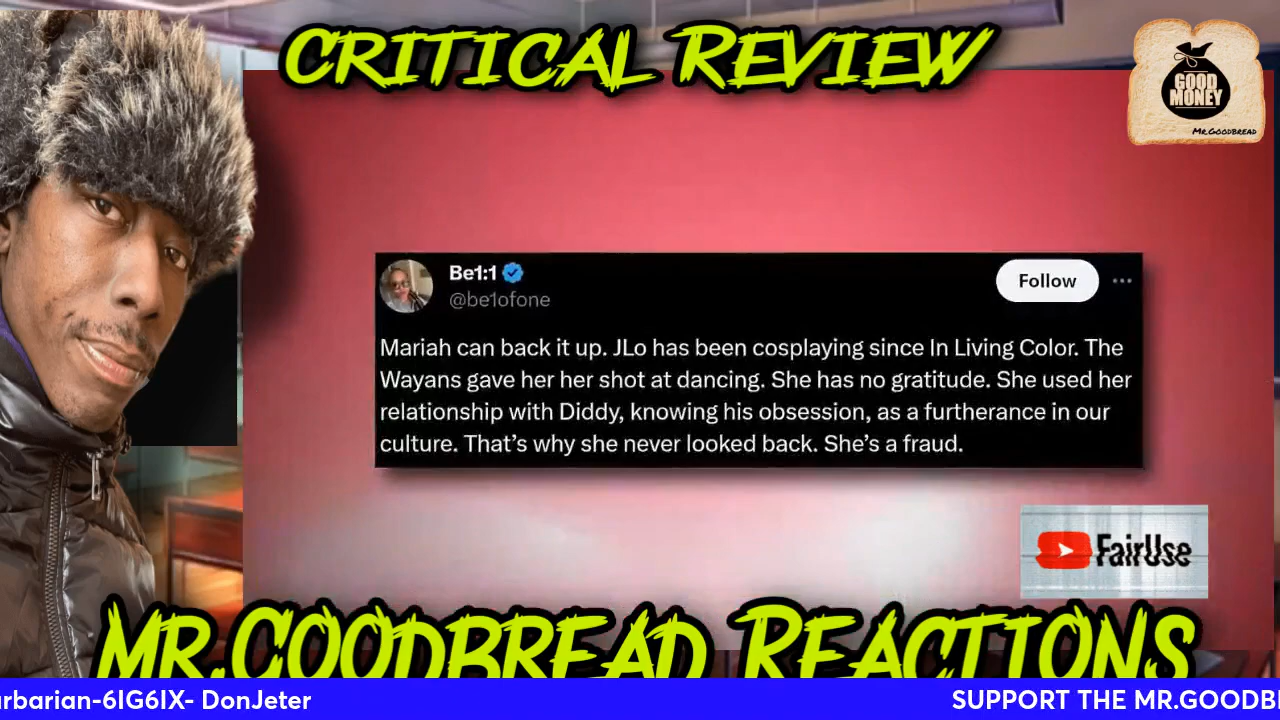 CRITICAL REVIEW
GOOD
MONEY
MR.GOODBREAD
Be1:1
@be1ofone
Follow
Mariah can back it up. JLo has been cosplaying since In Living Color. The
Wayans gave her her shot at dancing. She has no gratitude. She used her
relationship with Diddy, knowing his obsession, as a furtherance in our
culture. That's why she never looked back. She's a fraud.
FairUse
MR.GOODBREAD REACTIONS
rbarian-6IG6IX- DonJeter
SUPPORT THE MR.GOODB